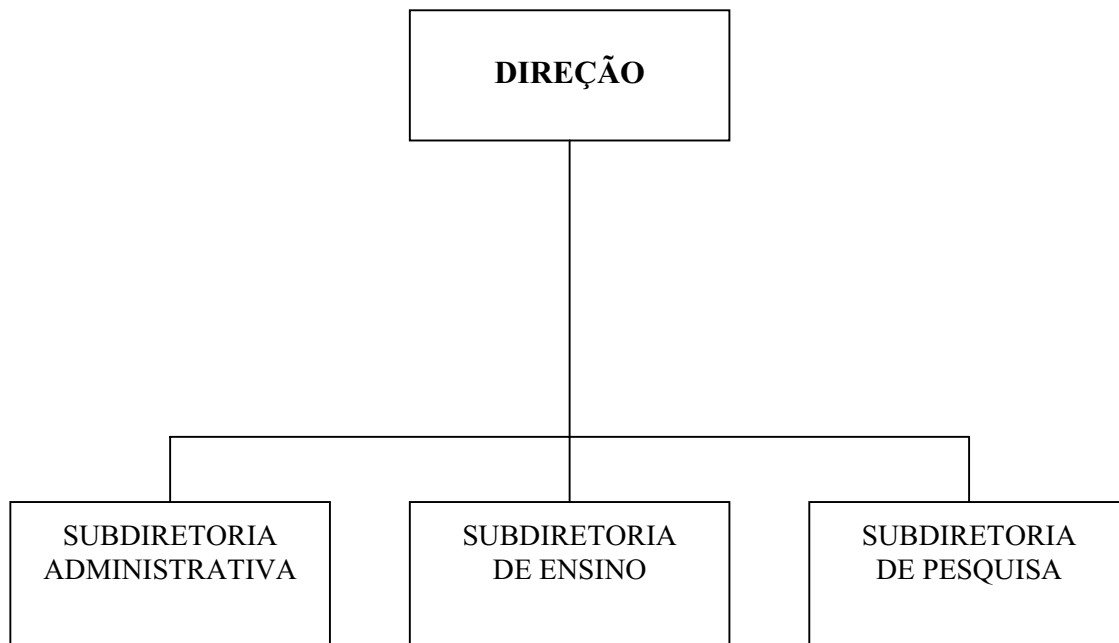 DIREÇÃO
SUBDIRETORIA
ADMINISTRATIVA
SUBDIRETORIA
DE ENSINO
SUBDIRETORIA
DE PESQUISA